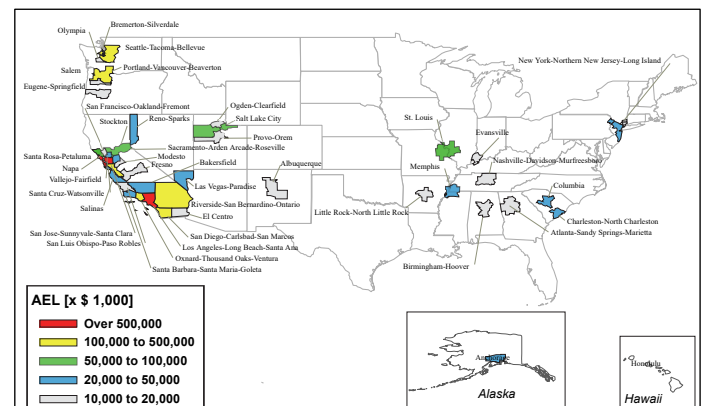 Bremerton-Silverdale
Olympia
Seattle-Tacoma-Bellevue
New York-Northern New Jersey-Long Island
Salem
Portland-Vancouver-Beaverton
Eugene-Springfield
San Francisco-Oakland-Fremont
Ogden-Clearfield
Stockton
Reno-Sparks
Salt Lake City
St. Louis
Evansville
Provo-Orem
Sacramento-Arden Arcade-Roseville
Santa Rosa-Petaluma
Modesto
Nashville-Davidson-Murfreesboro
Napa
Fresno
Bakersfield
Albuquerque
Memphis
Vallejo-Fairfield
Columbia
Santa Cruz-Watsonville
Las Vegas-Paradise
Riverside-San Bernardino-Ontario
Salinas
El Centro
Little Rock-North Little Rock
Charleston-North Charleston
San Jose-Sunnyvale-Santa Clara
San Diego-Carlsbad-San Marcos
Atlanta-Sandy Springs-Marietta
San Luis Obispo-Paso Robles
Los Angeles-Long Beach-Santa Ana
Oxnard-Thousand Oaks-Ventura
Birmingham-Hoover
Santa Barbara-Santa Maria-Goleta
AEL [x $ 1,000]
Over 500,000
100,000 to 500,000
50,000 to 100,000
20,000 to 50,000
10,000 to 20,000
Anchorage
Alaska
Honolulu
Hawaii